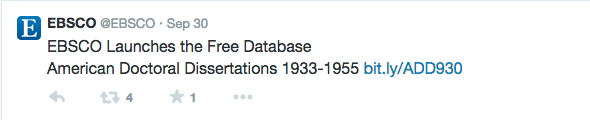 EBSCO @EBSCO · Sep 30
EBSCO Launches the Free Database
American Doctoral Dissertations 1933-1955 bit.ly/ADD930
4 1